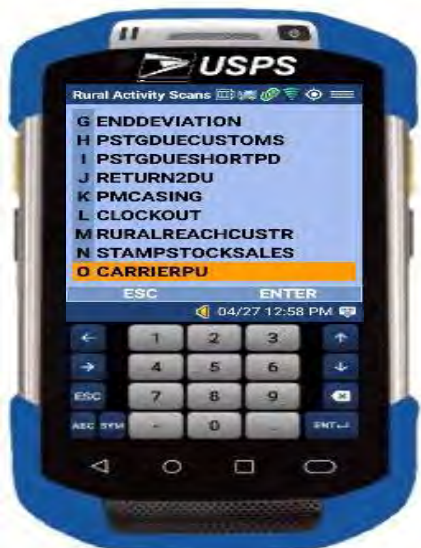 USPS
Rural Activity Scans
G ENDDEVIATION
H PSTGDUECUSTOMS
I PSTGDUESHORTPD
J RETURN2DU
K PMCASING
L CLOCKOUT
M RURALREACHCUSTR
N STAMPSTOCKSALES
O CARRIERPU
ESC ENTER
04/27 12:58 PM
← 1 2 3 ↑
→ 4 5 6 ↓
ESC 7 8 9
ABC SYM - 0 . ENT